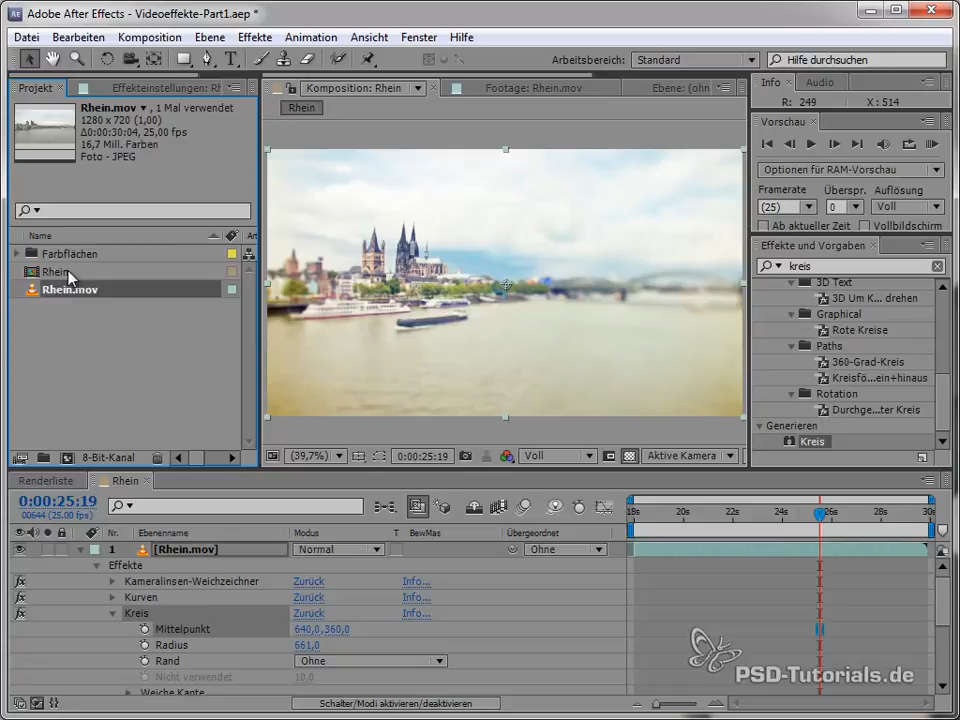 Adobe After Effects - Videoeffekte-Part1.aep *
Datei Bearbeiten Komposition Ebene Effekte Animation Ansicht Fenster Hilfe
Arbeitsbereich: Standard Hilfe durchsuchen
Projekt Effekteinstellungen: Rh Komposition: Rhein Footage: Rhein.mov Ebene: (ohn Info Audio
Rhein.mov , 1 Mal verwendet
1280 x 720 (1,00)
Δ0:00:30:04, 25,00 fps
16,7 Mill. Farben
Foto - JPEG
Rhein
R: 249 X: 514
Vorschau
Optionen für RAM-Vorschau
Framerate Überspr. Auflösung
(25) 0 Voll
Ab aktueller Zeit Vollbildschirm
Name Ar
Farbflächen
Rhein
Rhein.mov
Effekte und Vorgaben
kreis
3D Text
3D Um K... drehen
Graphical
Rote Kreise
Paths
360-Grad-Kreis
Kreisfö...ein+hinaus
Rotation
Durchge...ter Kreis
Generieren
Kreis
8-Bit-Kanal
(39,7%) 0:00:25:19 Voll Aktive Kamera
Renderliste Rhein
0:00:25:19
00644 (25.00 fps)
18s 20s 22s 24s 26s 28s 30s
Nr. Ebenenname Modus T BewMas Übergeordnet
1 [Rhein.mov] Normal Ohne
Effekte
fx Kameralinsen-Weichzeichner Zurück Info...
fx Kurven Zurück Info...
fx Kreis Zurück Info...
Mittelpunkt 640,0,360,0
Radius 661,0
Rand Ohne
Nicht verwendet 10,0
Weiche Kante
Schalter/Modi aktivieren/deaktivieren
PSD-Tutorials.de